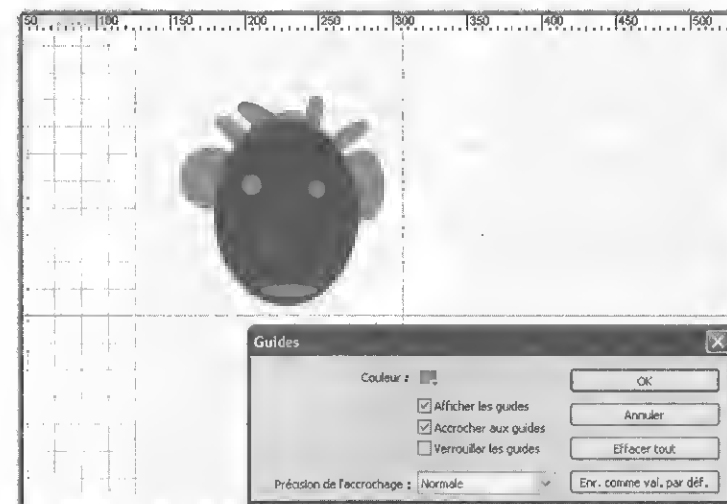 50 100 150 200 250 300 350 400 450 500
Guides
Couleur :
OK
Afficher les guides
Annuler
Accrocher aux guides
Verrouiller les guides
Effacer tout
Précision de l'accrochage : Normale
Enr. comme val. par déf.